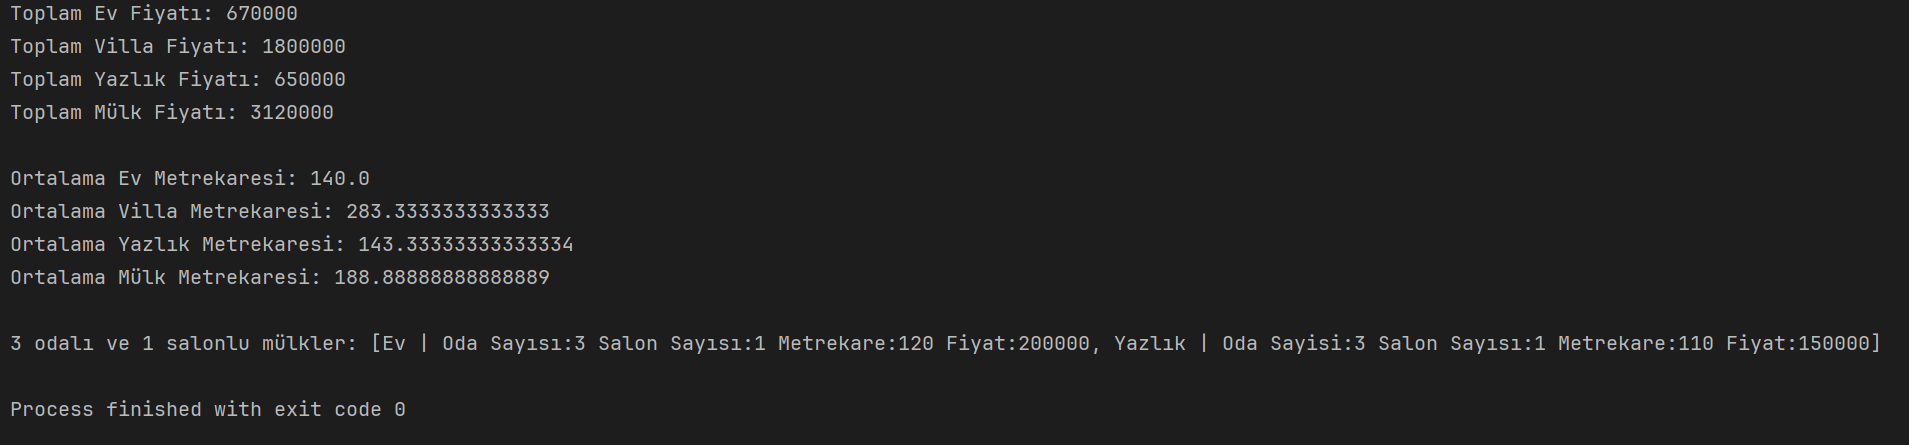 Toplam Ev Fiyatı: 670000
Toplam Villa Fiyatı: 1800000
Toplam Yazlık Fiyatı: 650000
Toplam Mülk Fiyatı: 3120000
Ortalama Ev Metrekaresi: 140.0
Ortalama Villa Metrekaresi: 283.3333333333333
Ortalama Yazlık Metrekaresi: 143.33333333333334
Ortalama Mülk Metrekaresi: 188.88888888888889
3 odalı ve 1 salonlu mülkler: [Ev | Oda Sayısı:3 Salon Sayısı:1 Metrekare:120 Fiyat:200000, Yazlık | Oda Sayisi:3 Salon Sayısı:1 Metrekare:110 Fiyat:150000]
Process finished with exit code 0